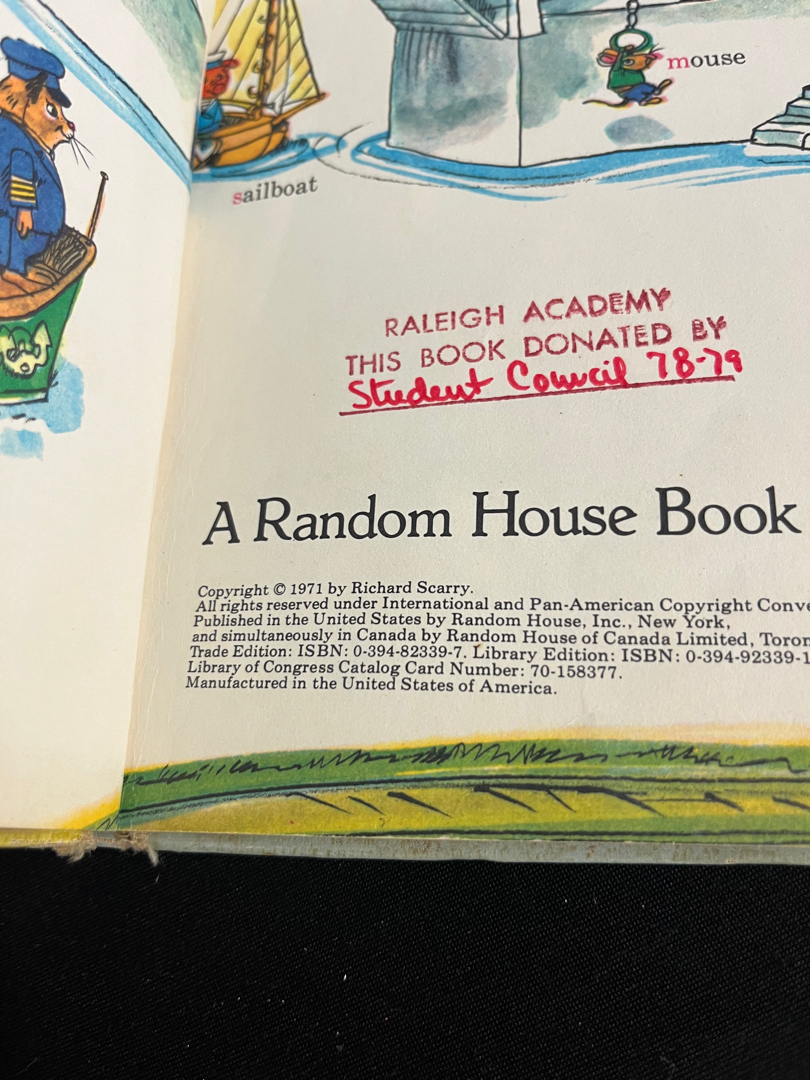 mouse
sailboat
RALEIGH ACADEMY
THIS BOOK DONATED BY
Student Council 78-79
A Random House Book
Copyright © 1971 by Richard Scarry.
All rights reserved under International and Pan-American Copyright Conve
Published in the United States by Random House, Inc., New York,
and simultaneously in Canada by Random House of Canada Limited, Toron
Trade Edition: ISBN: 0-394-82339-7. Library Edition: ISBN: 0-394-92339-1
Library of Congress Catalog Card Number: 70-158377.
Manufactured in the United States of America.